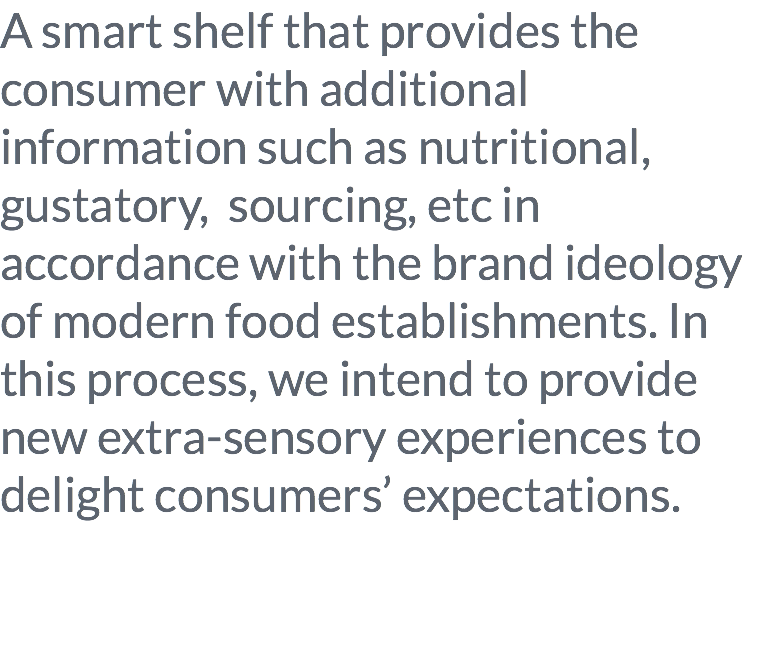 A smart shelf that provides the
consumer with additional
information such as nutritional,
gustatory,  sourcing, etc in
accordance with the brand ideology
of modern food establishments. In
this process, we intend to provide
new extra-sensory experiences to
delight consumers’ expectations.